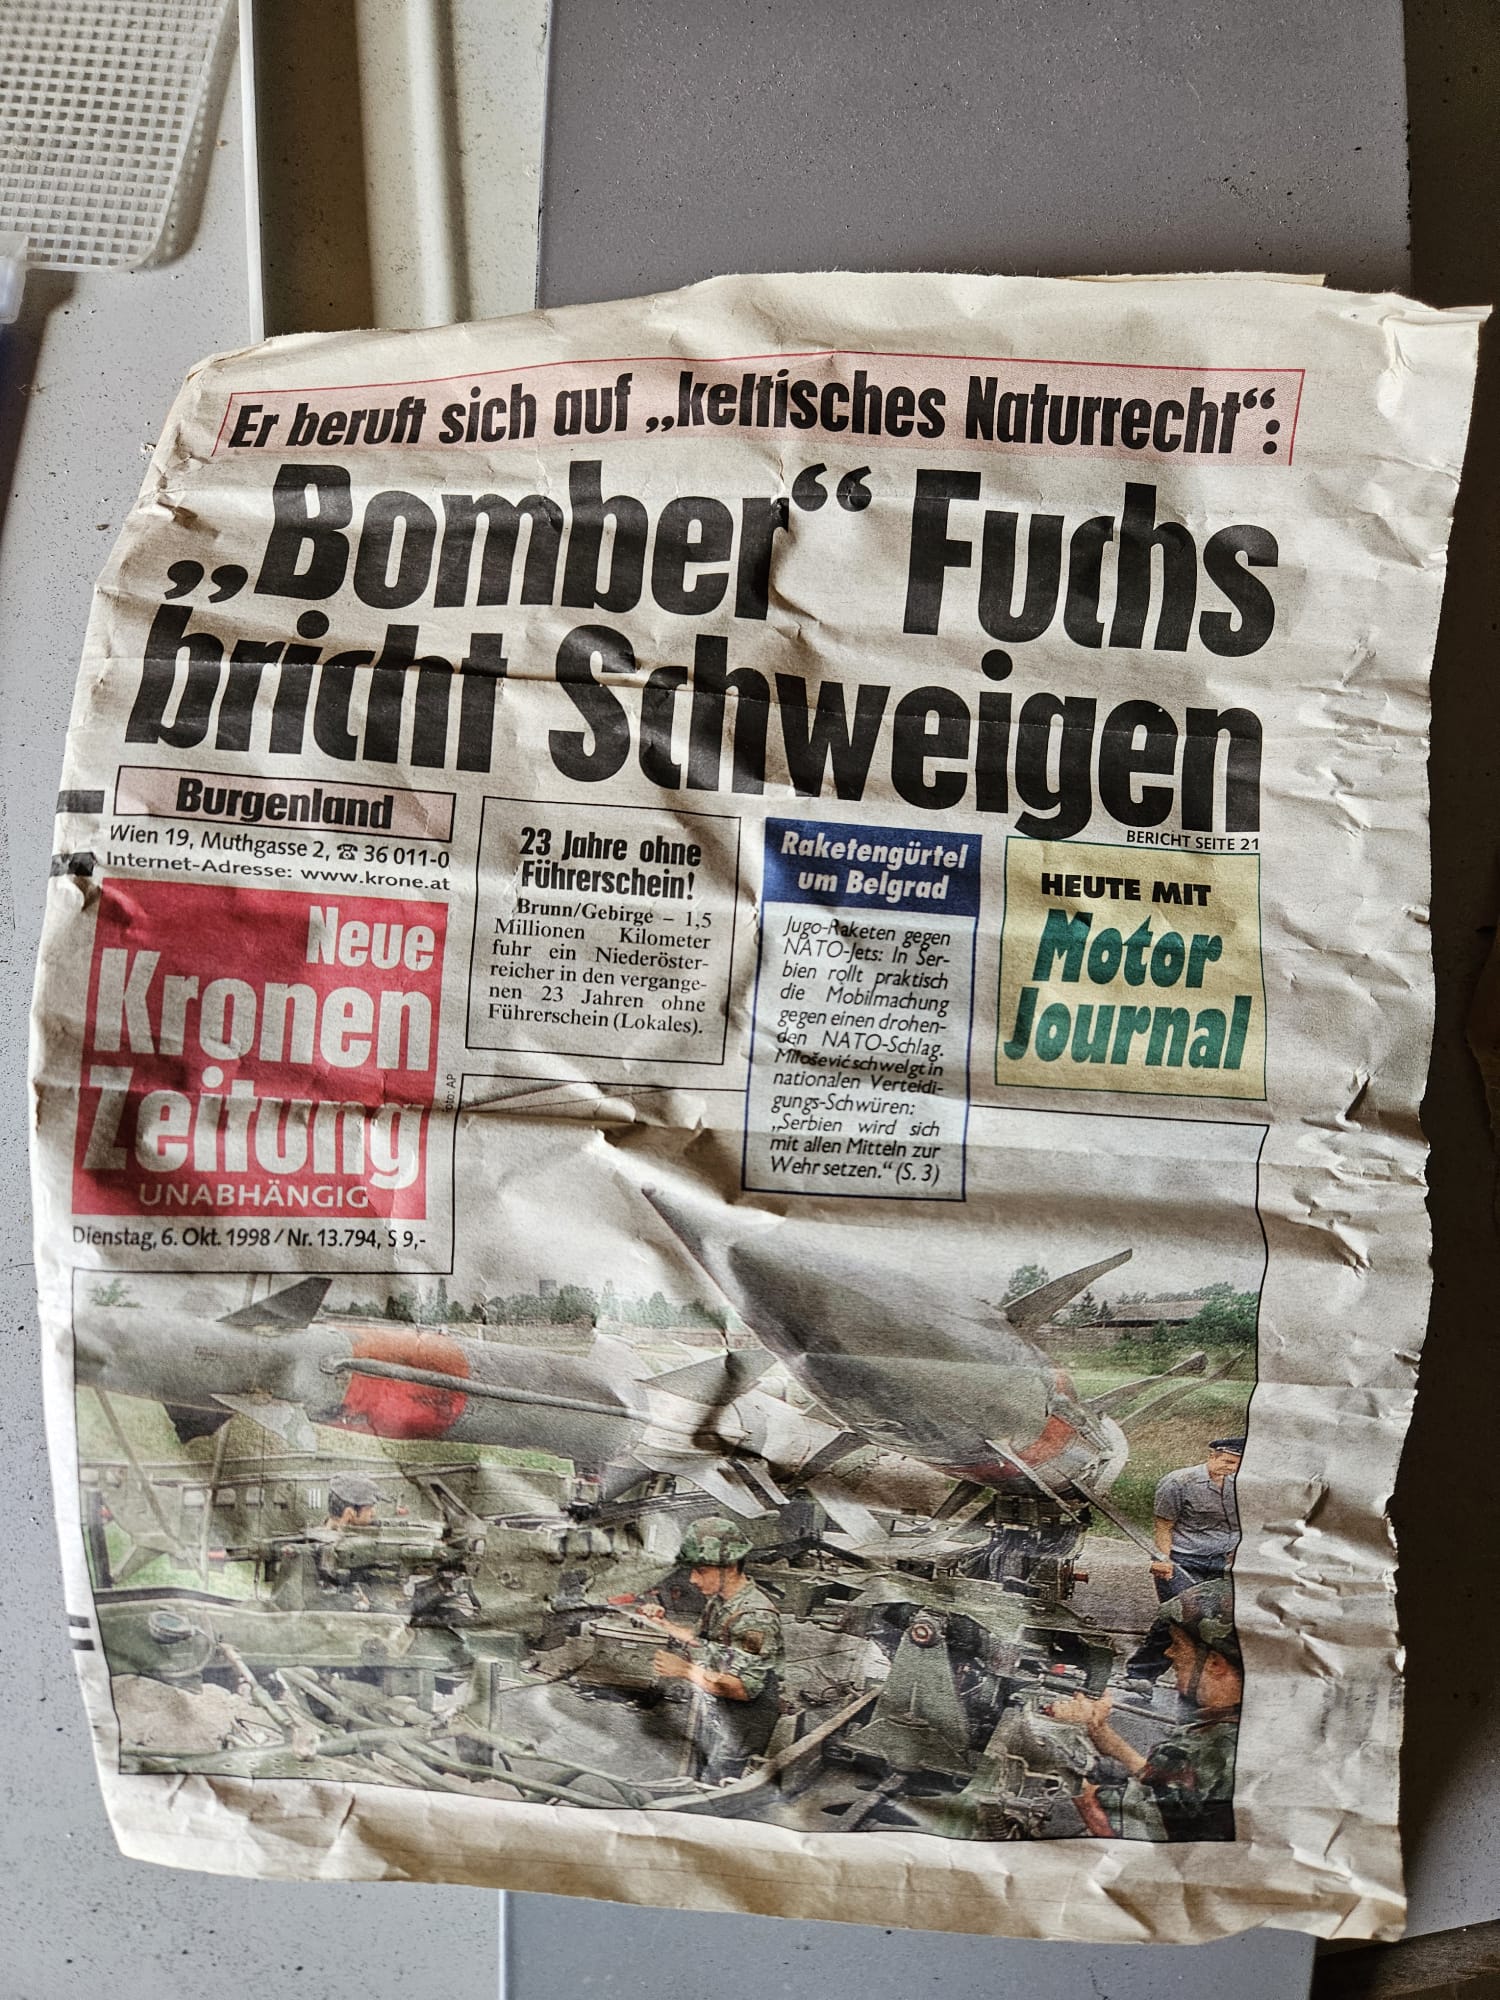 Er beruft sich auf „keltisches Naturrecht“:
„Bomber“ Fuchs
bricht Schweigen
BERICHT SEITE 21
Burgenland
Wien 19, Muthgasse 2, ☎ 36 011-0
Internet-Adresse: www.krone.at
Neue
Kronen
Zeitung
UNABHÄNGIG
Dienstag, 6. Okt. 1998 / Nr. 13.794, S 9,-
23 Jahre ohne
Führerschein!
Brunn/Gebirge – 1,5
Millionen Kilometer
fuhr ein Niederöster-
reicher in den vergange-
nen 23 Jahren ohne
Führerschein (Lokales).
Raketengürtel
um Belgrad
Jugo-Raketen gegen
NATO-Jets: In Ser-
bien rollt praktisch
die Mobilmachung
gegen einen drohen-
den NATO-Schlag.
Milošević schwelgt in
nationalen Verteidi-
gungs-Schwüren:
„Serbien wird sich
mit allen Mitteln zur
Wehr setzen.“ (S. 3)
HEUTE MIT
Motor
Journal
Foto: AP